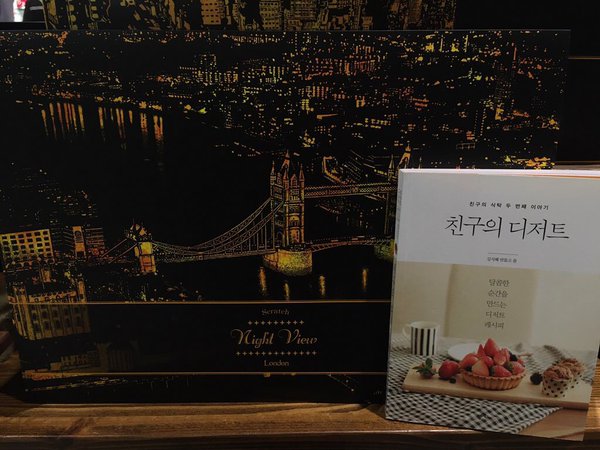 Scratch
Night View
London
친구의 식탁 두 번째 이야기
친구의 디저트
달콤한
순간을
만드는
디저트
레시피